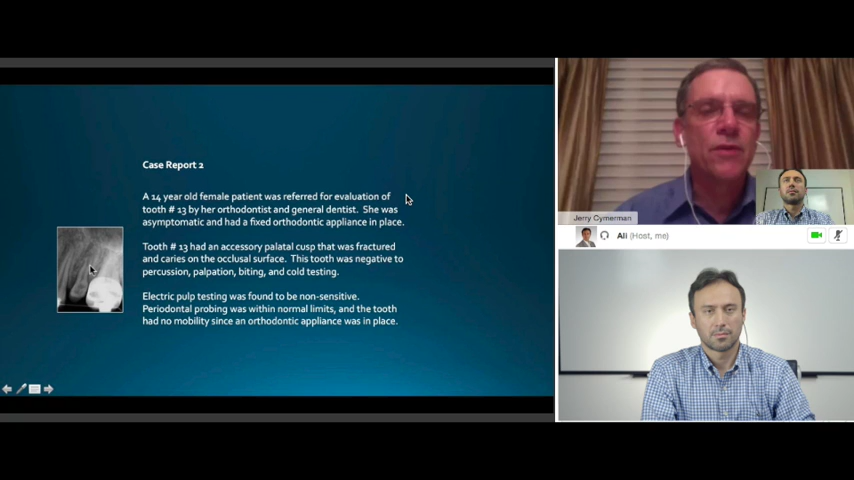 Case Report 2
A 14 year old female patient was referred for evaluation of
tooth # 13 by her orthodontist and general dentist. She was
asymptomatic and had a fixed orthodontic appliance in place.
Tooth # 13 had an accessory palatal cusp that was fractured
and caries on the occlusal surface. This tooth was negative to
percussion, palpation, biting, and cold testing.
Electric pulp testing was found to be non-sensitive.
Periodontal probing was within normal limits, and the tooth
had no mobility since an orthodontic appliance was in place.
Jerry Cymerman
Ali (Host, me)